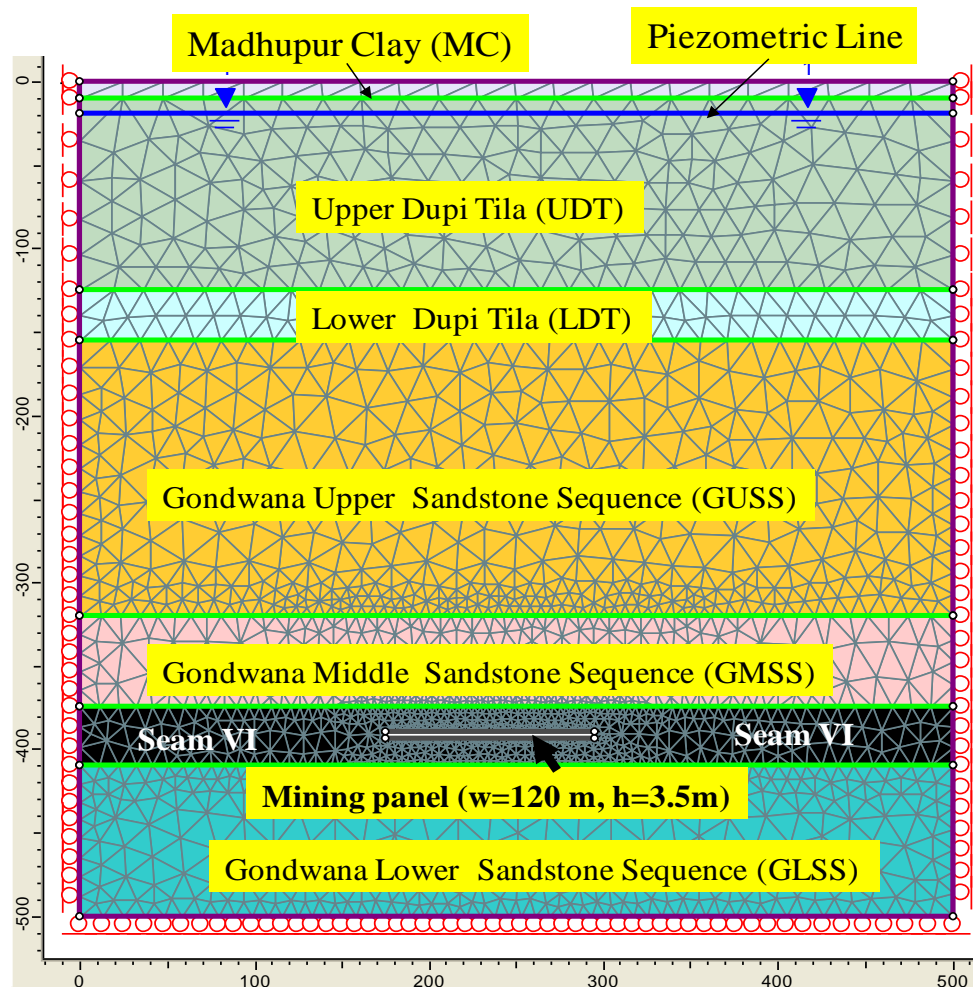 Madhupur Clay (MC)
Piezometric Line
Upper Dupi Tila (UDT)
Lower Dupi Tila (LDT)
Gondwana Upper Sandstone Sequence (GUSS)
Gondwana Middle Sandstone Sequence (GMSS)
Seam VI
Seam VI
Mining panel (w=120 m, h=3.5m)
Gondwana Lower Sandstone Sequence (GLSS)
0
-100
-200
-300
-400
-500
0
100
200
300
400
500